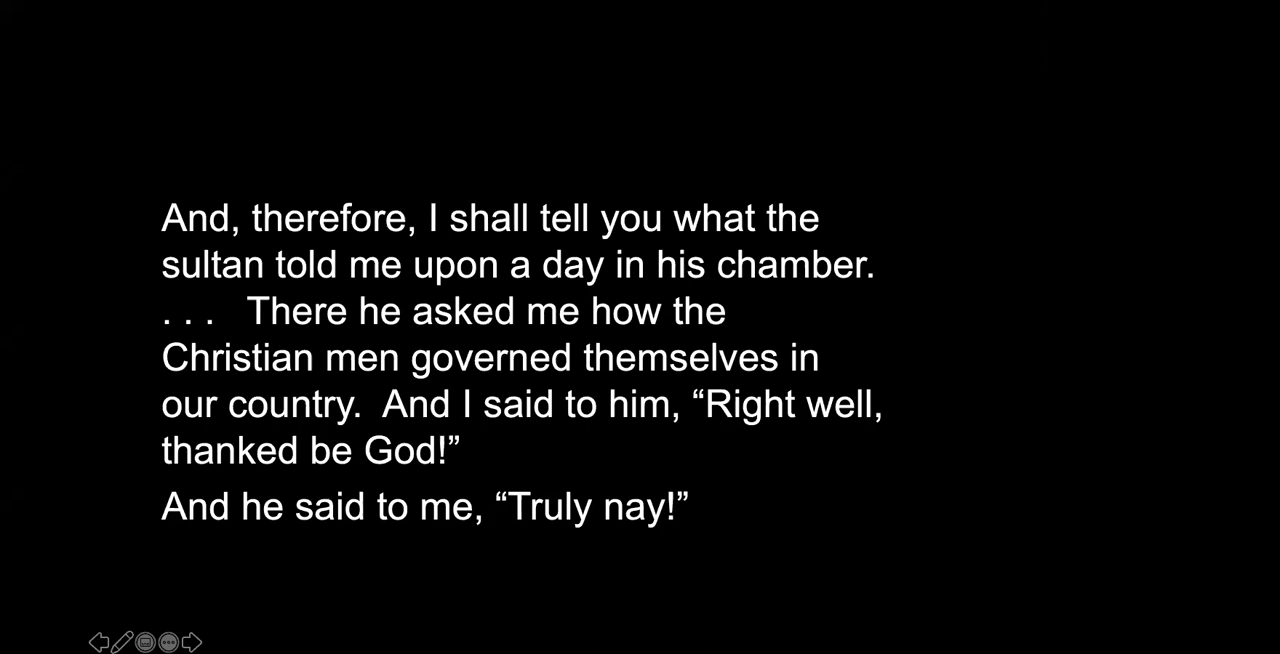 And, therefore, I shall tell you what the
sultan told me upon a day in his chamber.
. . .   There he asked me how the
Christian men governed themselves in
our country.  And I said to him, “Right well,
thanked be God!”
And he said to me, “Truly nay!”